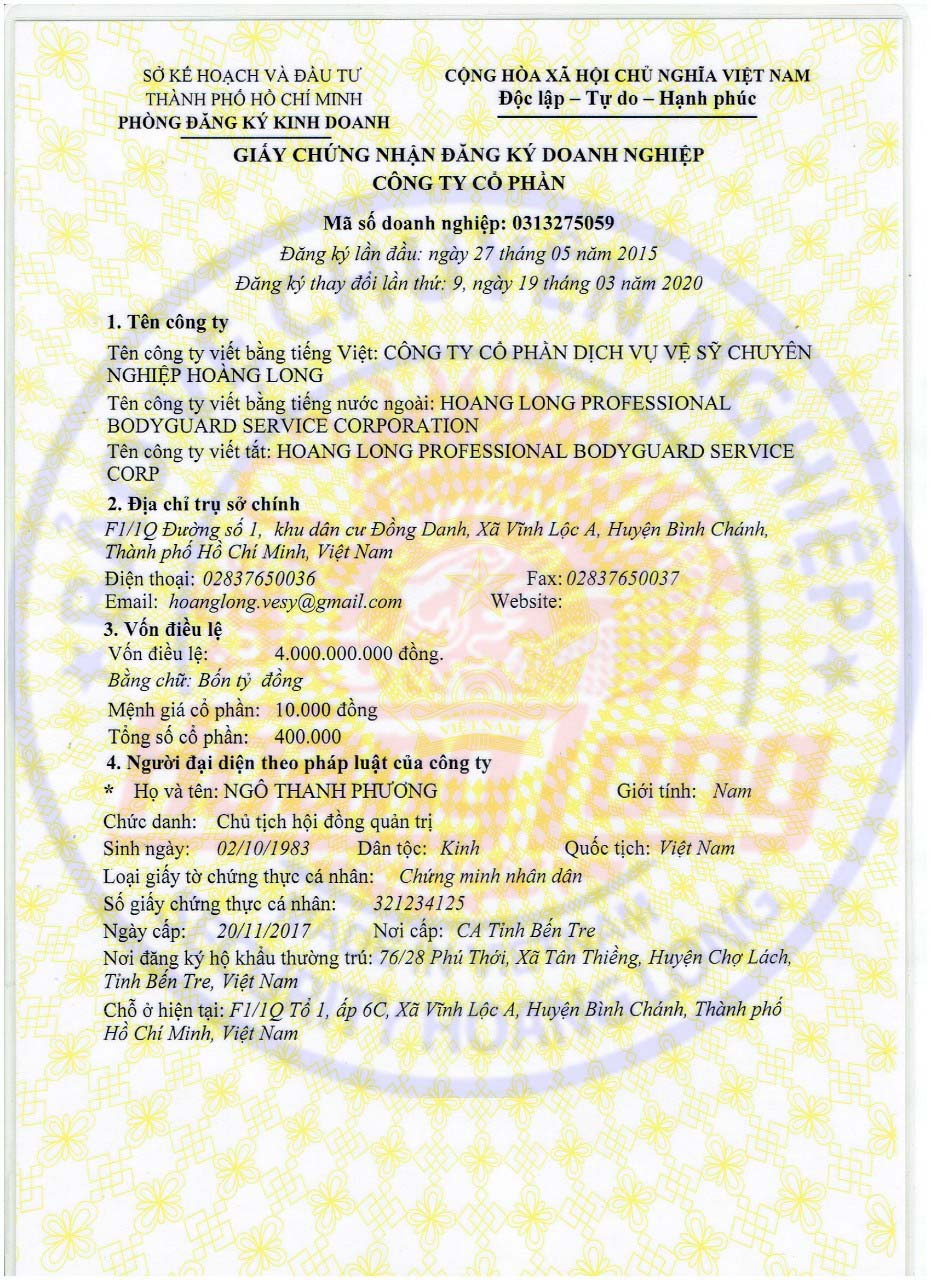 SỞ KẾ HOẠCH VÀ ĐẦU TƯ
THÀNH PHỐ HỒ CHÍ MINH
PHÒNG ĐĂNG KÝ KINH DOANH
CỘNG HÒA XÃ HỘI CHỦ NGHĨA VIỆT NAM
Độc lập – Tự do – Hạnh phúc
GIẤY CHỨNG NHẬN ĐĂNG KÝ DOANH NGHIỆP
CÔNG TY CỔ PHẦN
Mã số doanh nghiệp: 0313275059
Đăng ký lần đầu: ngày 27 tháng 05 năm 2015
Đăng ký thay đổi lần thứ: 9, ngày 19 tháng 03 năm 2020
1. Tên công ty
Tên công ty viết bằng tiếng Việt: CÔNG TY CỔ PHẦN DỊCH VỤ VỆ SỸ CHUYÊN
NGHIỆP HOÀNG LONG
Tên công ty viết bằng tiếng nước ngoài: HOANG LONG PROFESSIONAL
BODYGUARD SERVICE CORPORATION
Tên công ty viết tắt: HOANG LONG PROFESSIONAL BODYGUARD SERVICE
CORP
2. Địa chỉ trụ sở chính
F1/1Q Đường số 1, khu dân cư Đồng Danh, Xã Vĩnh Lộc A, Huyện Bình Chánh,
Thành phố Hồ Chí Minh, Việt Nam
Điện thoại: 02837650036 Fax: 02837650037
Email: hoanglong.vesy@gmail.com Website:
3. Vốn điều lệ
Vốn điều lệ: 4.000.000.000 đồng.
Bằng chữ: Bốn tỷ đồng
Mệnh giá cổ phần: 10.000 đồng
Tổng số cổ phần: 400.000
4. Người đại diện theo pháp luật của công ty
* Họ và tên: NGÔ THANH PHƯƠNG Giới tính: Nam
Chức danh: Chủ tịch hội đồng quản trị
Sinh ngày: 02/10/1983 Dân tộc: Kinh Quốc tịch: Việt Nam
Loại giấy tờ chứng thực cá nhân: Chứng minh nhân dân
Số giấy chứng thực cá nhân: 321234125
Ngày cấp: 20/11/2017 Nơi cấp: CA Tỉnh Bến Tre
Nơi đăng ký hộ khẩu thường trú: 76/28 Phú Thới, Xã Tân Thiềng, Huyện Chợ Lách,
Tỉnh Bến Tre, Việt Nam
Chỗ ở hiện tại: F1/1Q Tổ 1, ấp 6C, Xã Vĩnh Lộc A, Huyện Bình Chánh, Thành phố
Hồ Chí Minh, Việt Nam